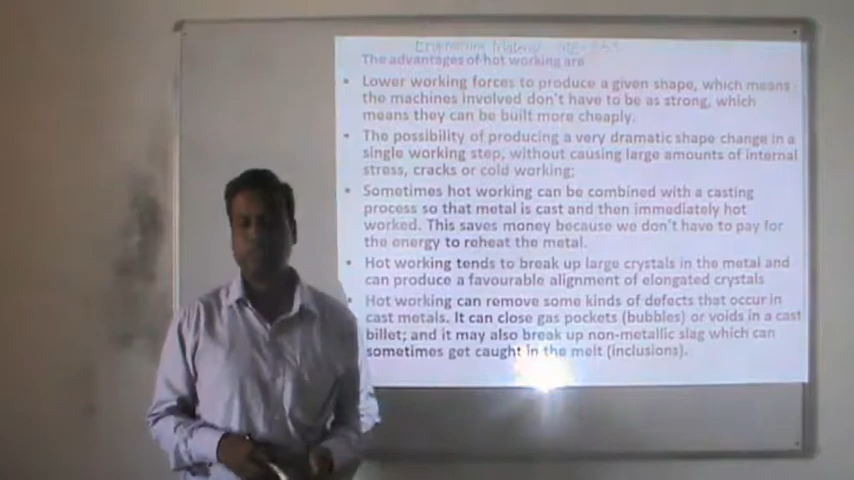 Engineering Material ME-253
The advantages of hot working are
• Lower working forces to produce a given shape, which means
the machines involved don't have to be as strong, which
means they can be built more cheaply.
• The possibility of producing a very dramatic shape change in a
single working step, without causing large amounts of internal
stress, cracks or cold working;
• Sometimes hot working can be combined with a casting
process so that metal is cast and then immediately hot
worked. This saves money because we don't have to pay for
the energy to reheat the metal.
• Hot working tends to break up large crystals in the metal and
can produce a favourable alignment of elongated crystals
• Hot working can remove some kinds of defects that occur in
cast metals. It can close gas pockets (bubbles) or voids in a cast
billet; and it may also break up non-metallic slag which can
sometimes get caught in the melt (inclusions).